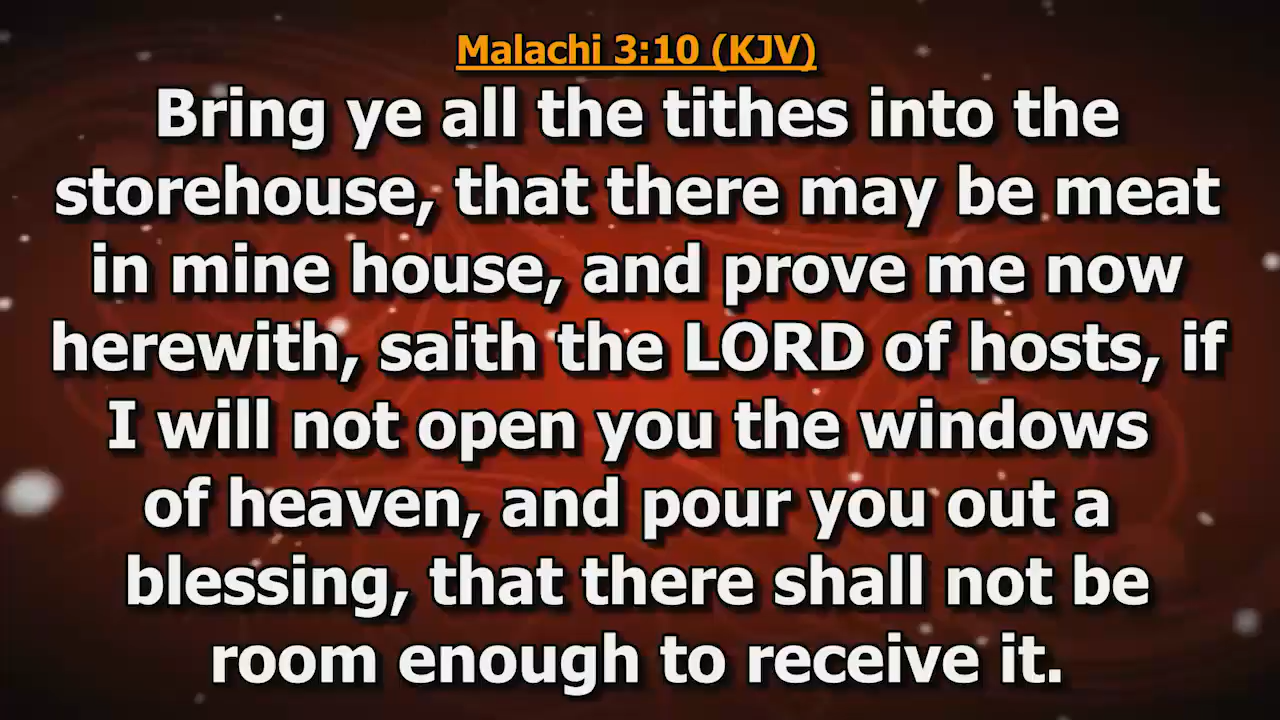 Malachi 3:10 (KJV)
Bring ye all the tithes into the
storehouse, that there may be meat
in mine house, and prove me now
herewith, saith the LORD of hosts, if
I will not open you the windows
of heaven, and pour you out a
blessing, that there shall not be
room enough to receive it.